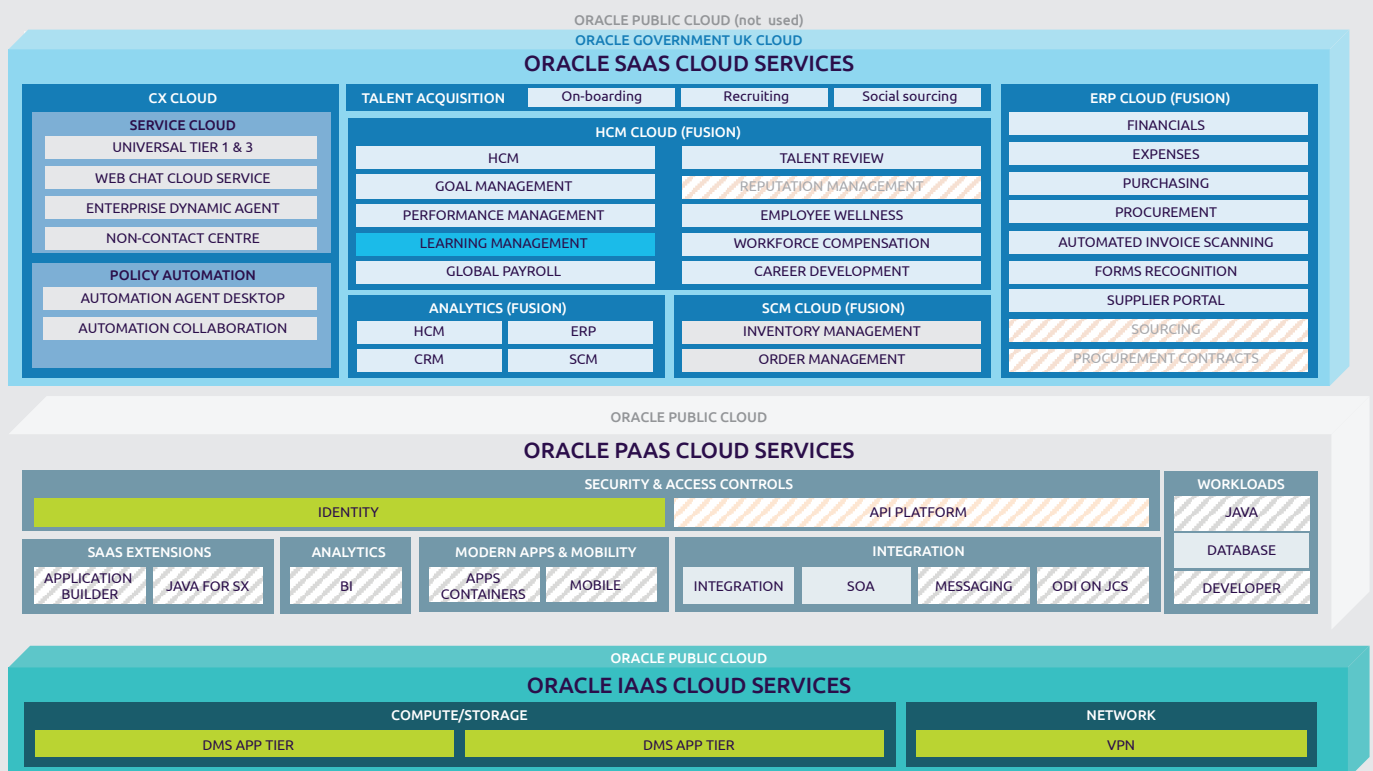 ORACLE PUBLIC CLOUD (not used)
ORACLE GOVERNMENT UK CLOUD
ORACLE SAAS CLOUD SERVICES
CX CLOUD
SERVICE CLOUD
UNIVERSAL TIER 1 & 3
WEB CHAT CLOUD SERVICE
ENTERPRISE DYNAMIC AGENT
NON-CONTACT CENTRE
POLICY AUTOMATION
AUTOMATION AGENT DESKTOP
AUTOMATION COLLABORATION
TALENT ACQUISITION
On-boarding
Recruiting
Social sourcing
HCM CLOUD (FUSION)
HCM
GOAL MANAGEMENT
PERFORMANCE MANAGEMENT
LEARNING MANAGEMENT
GLOBAL PAYROLL
TALENT REVIEW
REPUTATION MANAGEMENT
EMPLOYEE WELLNESS
WORKFORCE COMPENSATION
CAREER DEVELOPMENT
ANALYTICS (FUSION)
HCM
ERP
CRM
SCM
SCM CLOUD (FUSION)
INVENTORY MANAGEMENT
ORDER MANAGEMENT
ERP CLOUD (FUSION)
FINANCIALS
EXPENSES
PURCHASING
PROCUREMENT
AUTOMATED INVOICE SCANNING
FORMS RECOGNITION
SUPPLIER PORTAL
SOURCING
PROCUREMENT CONTRACTS
ORACLE PUBLIC CLOUD
ORACLE PAAS CLOUD SERVICES
SECURITY & ACCESS CONTROLS
IDENTITY
API PLATFORM
SAAS EXTENSIONS
APPLICATION
BUILDER
JAVA FOR SX
ANALYTICS
BI
MODERN APPS & MOBILITY
APPS
CONTAINERS
MOBILE
INTEGRATION
INTEGRATION
SOA
MESSAGING
ODI ON JCS
WORKLOADS
JAVA
DATABASE
DEVELOPER
ORACLE PUBLIC CLOUD
ORACLE IAAS CLOUD SERVICES
COMPUTE/STORAGE
DMS APP TIER
DMS APP TIER
NETWORK
VPN